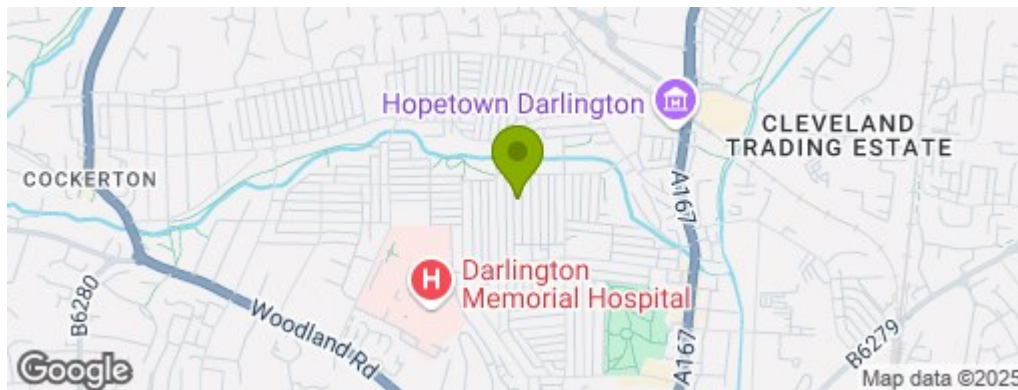 Hopetown Darlington
CLEVELAND
TRADING ESTATE
COCKERTON
A167
H
Darlington
Memorial Hospital
B6280
Woodland Rd
A167
B6279
Google
Map data ©2025